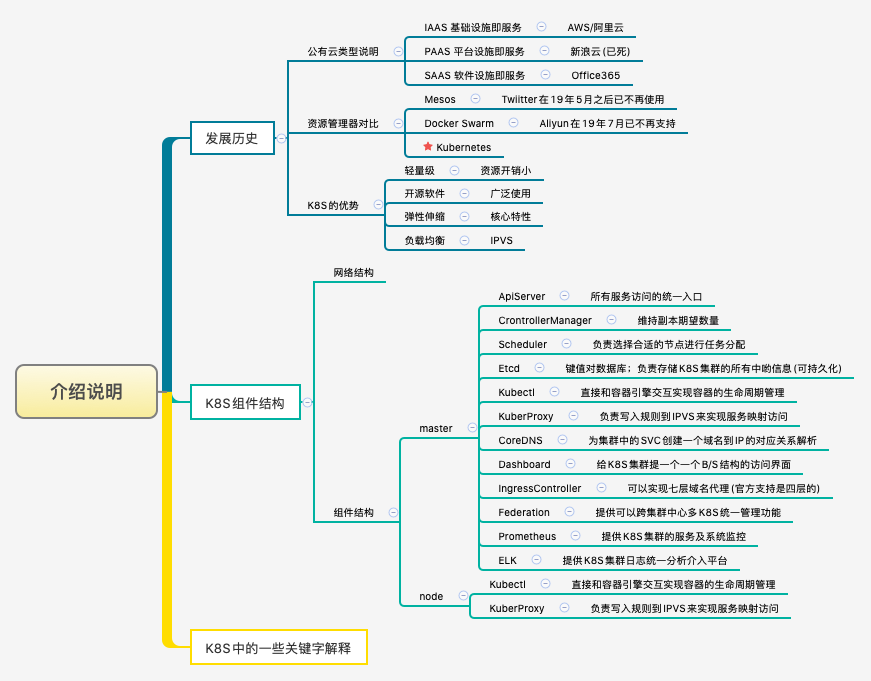 介绍说明
发展历史
公有云类型说明
IAAS 基础设施即服务 AWS/阿里云
PAAS 平台设施即服务 新浪云(已死)
SAAS 软件设施即服务 Office365
资源管理器对比
Mesos Twiitter在19年5月之后已不再使用
Docker Swarm Aliyun在19年7月已不再支持
Kubernetes
K8S的优势
轻量级 资源开销小
开源软件 广泛使用
弹性伸缩 核心特性
负载均衡 IPVS
K8S组件结构
网络结构
组件结构
master
ApiServer 所有服务访问的统一入口
CrontrollerManager 维持副本期望数量
Scheduler 负责选择合适的节点进行任务分配
Etcd 键值对数据库；负责存储K8S集群的所有中哟信息(可持久化)
Kubectl 直接和容器引擎交互实现容器的生命周期管理
KuberProxy 负责写入规则到IPVS来实现服务映射访问
CoreDNS 为集群中的SVC创建一个域名到IP的对应关系解析
Dashboard 给K8S集群提一个一个B/S结构的访问界面
IngressController 可以实现七层域名代理(官方支持是四层的)
Federation 提供可以跨集群中心多K8S统一管理功能
Prometheus 提供K8S集群的服务及系统监控
ELK 提供K8S集群日志统一分析介入平台
node
Kubectl 直接和容器引擎交互实现容器的生命周期管理
KuberProxy 负责写入规则到IPVS来实现服务映射访问
K8S中的一些关键字解释